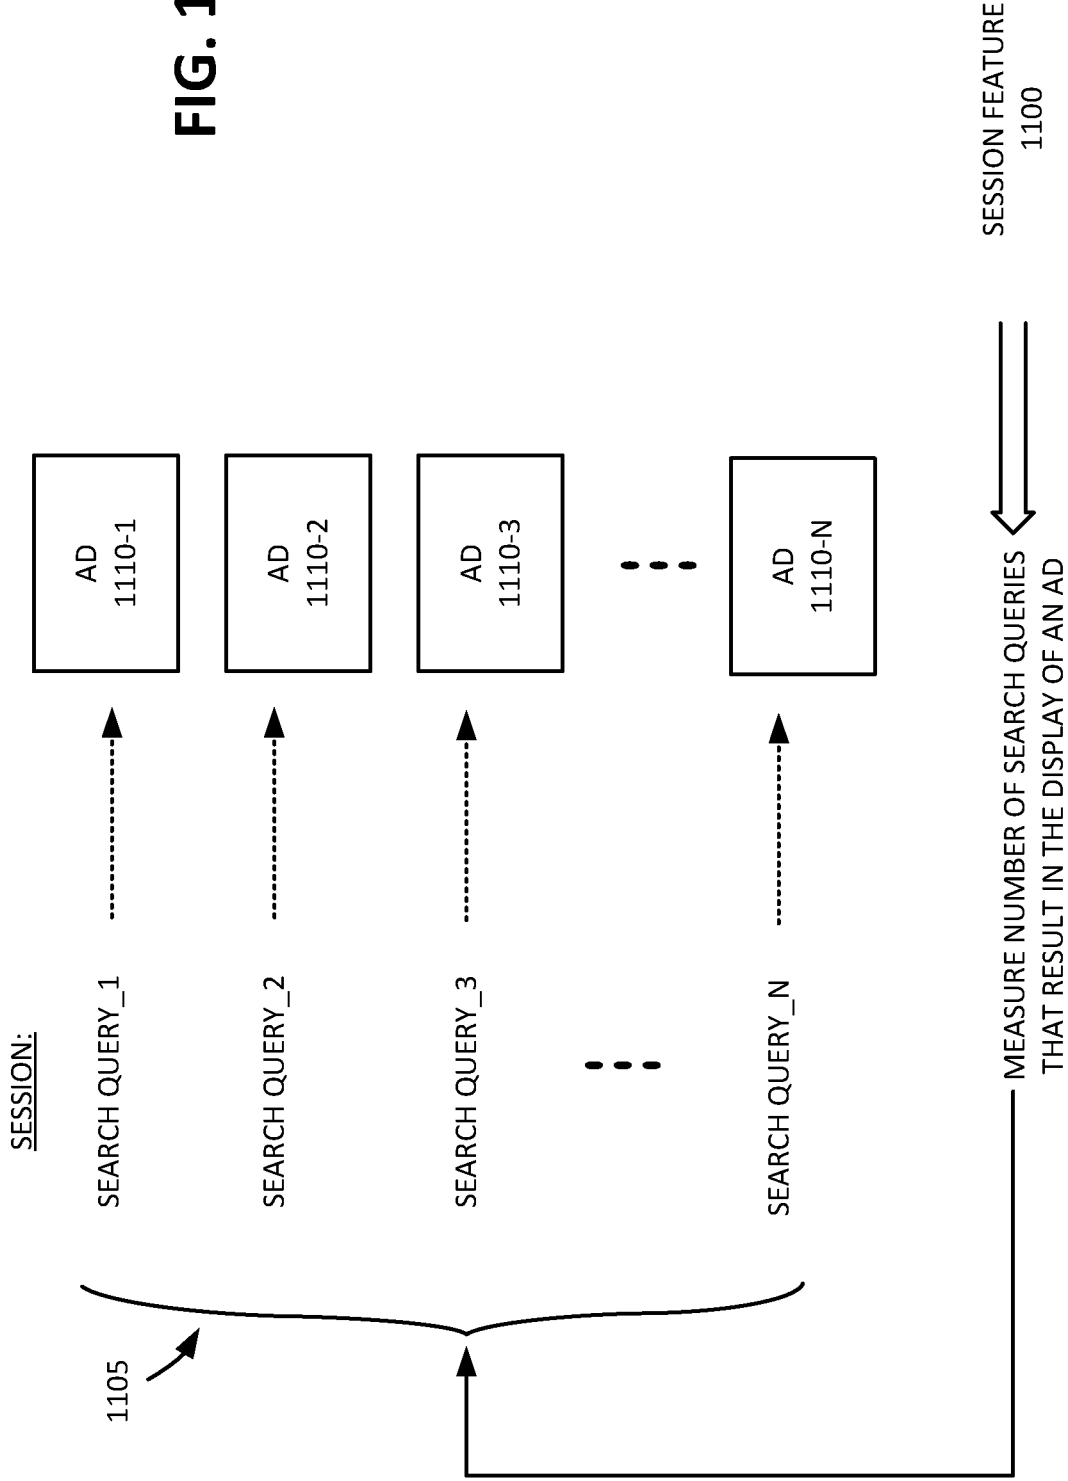 SESSION:
1105
SEARCH QUERY_1
AD
1110-1
SEARCH QUERY_2
AD
1110-2
SEARCH QUERY_3
AD
1110-3
SEARCH QUERY_N
AD
1110-N
MEASURE NUMBER OF SEARCH QUERIES
THAT RESULT IN THE DISPLAY OF AN AD
SESSION FEATURE
1100
FIG. 1